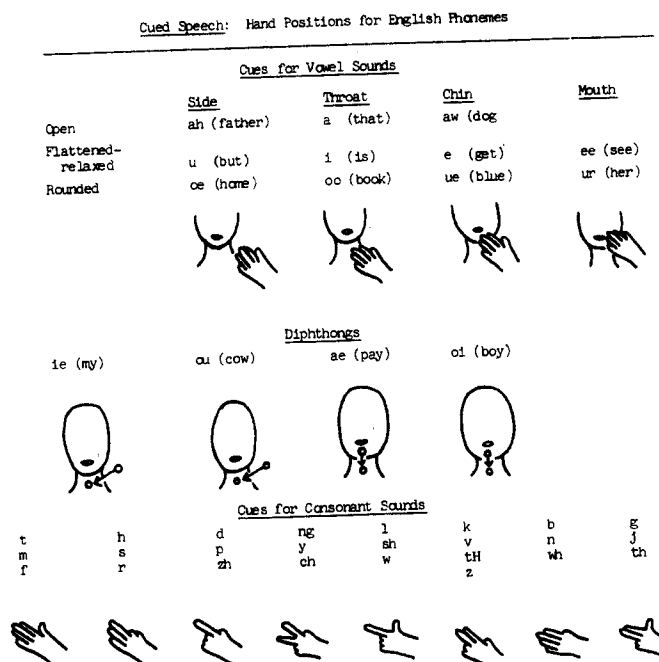 Cued Speech: Hand Positions for English Phonemes
Cues for Vowel Sounds
Side Throat Chin Mouth
Open ah (father) a (that) aw (dog
Flattened-
relaxed u (but) i (is) e (get) ee (see)
Rounded oe (home) oo (book) ue (blue) ur (her)
Diphthongs
ie (my) ou (cow) ae (pay) oi (boy)
Cues for Consonant Sounds
t h d ng l k b g
m s p y sh v n j
f r zh ch w tH wh th
z